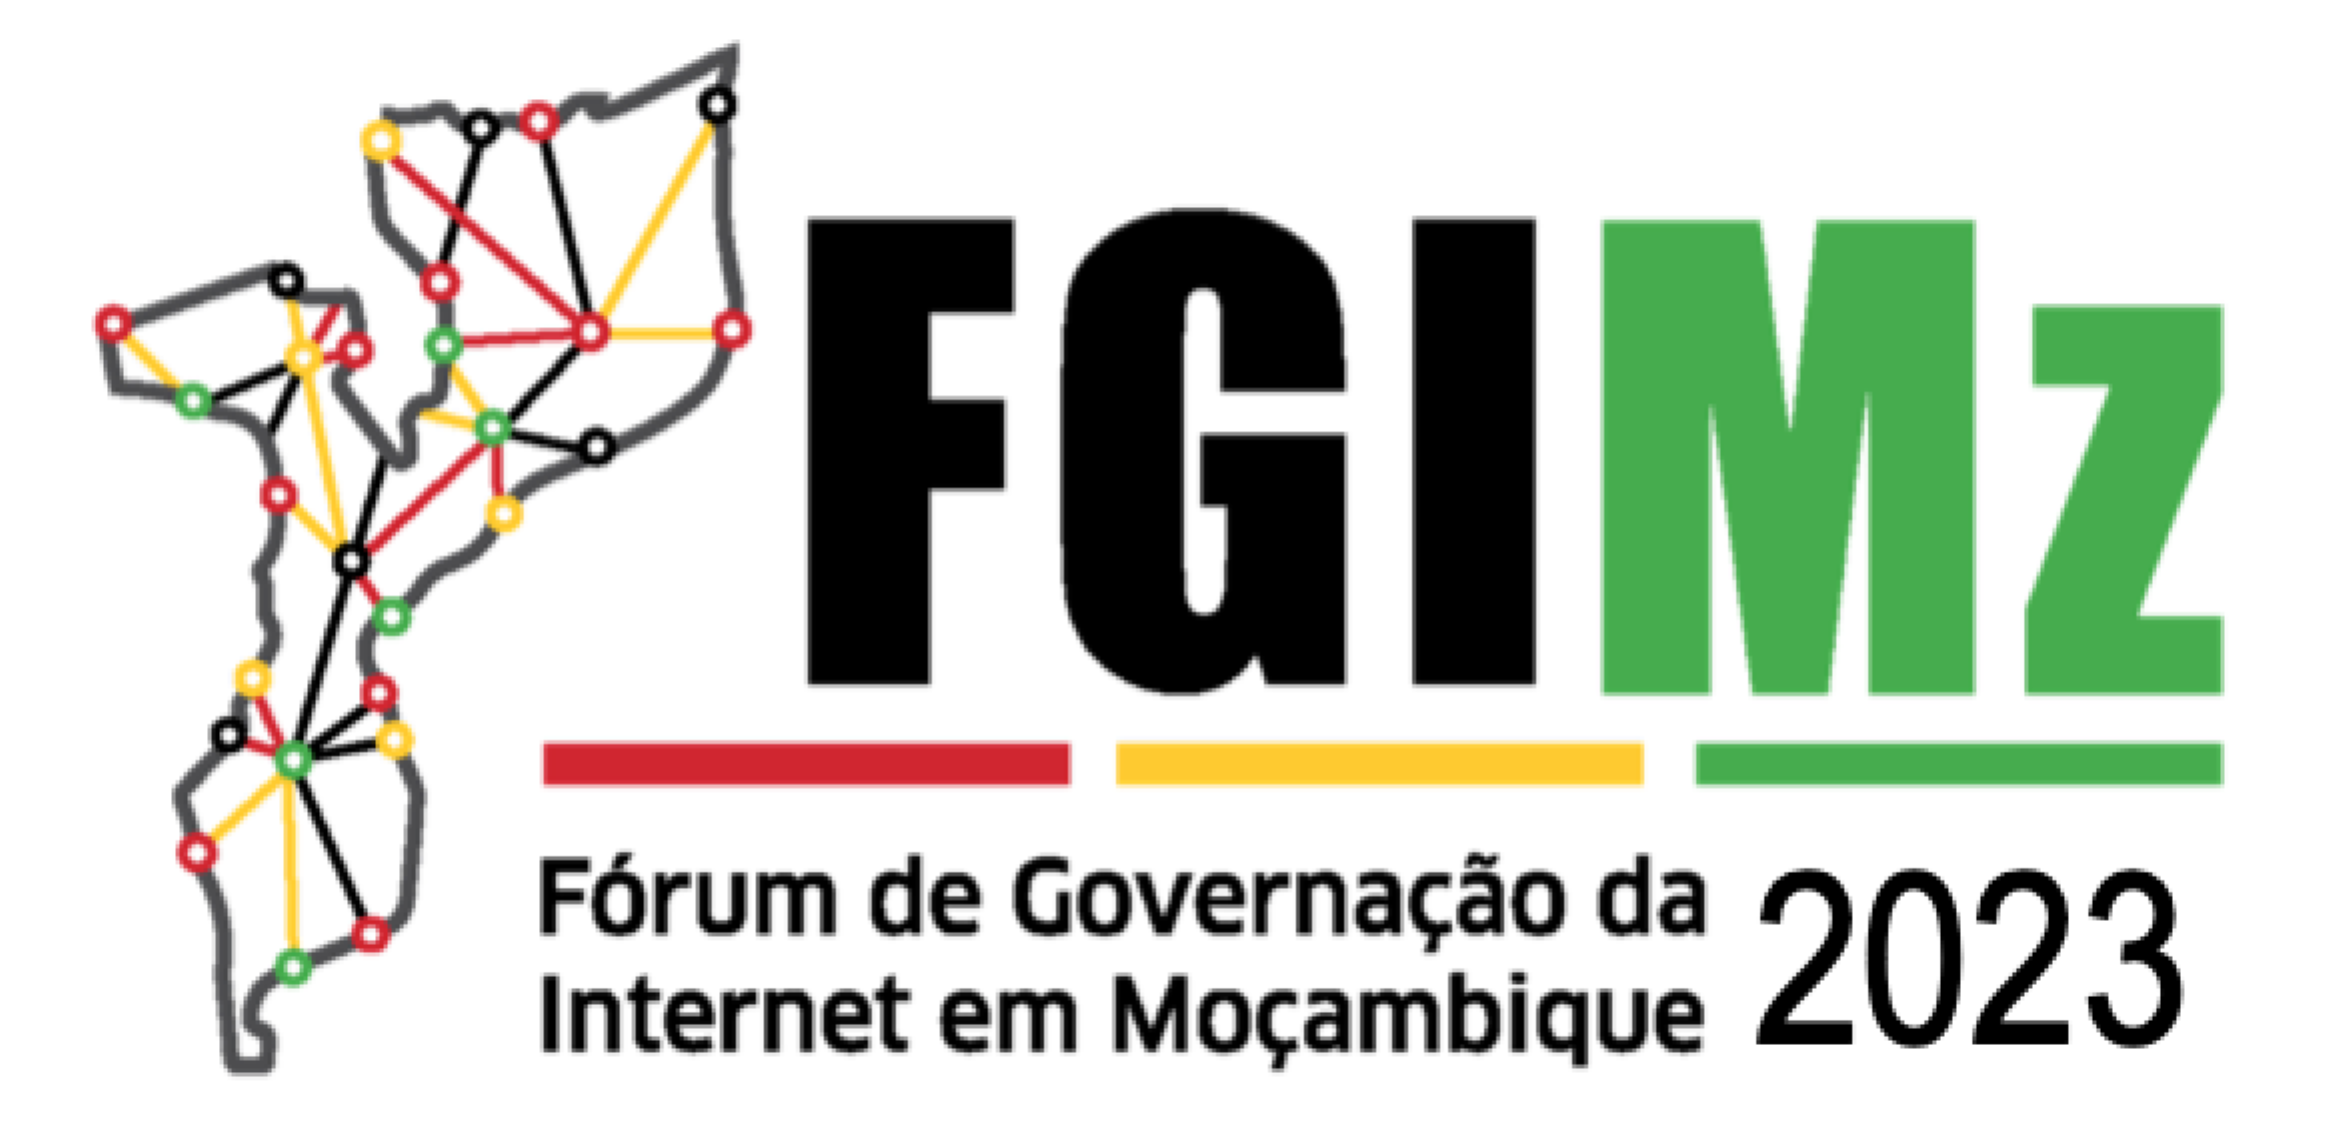 FGIMz
Fórum de Governação da
Internet em Moçambique 2023